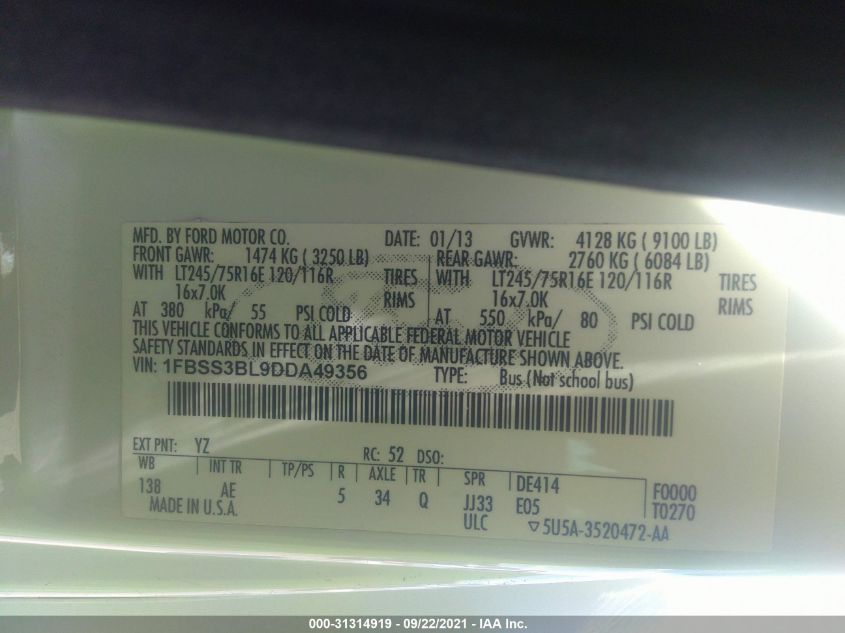 MFD. BY FORD MOTOR CO. DATE: 01/13 GVWR: 4128 KG ( 9100 LB)
FRONT GAWR: 1474 KG ( 3250 LB) REAR GAWR: 2760 KG ( 6084 LB)
WITH LT245/75R16E 120/116R TIRES WITH LT245/75R16E 120/116R TIRES
16x7.0K RIMS 16x7.0K RIMS
AT 380 kPa/ 55 PSI COLD AT 550 kPa/ 80 PSI COLD
THIS VEHICLE CONFORMS TO ALL APPLICABLE FEDERAL MOTOR VEHICLE
SAFETY STANDARDS IN EFFECT ON THE DATE OF MANUFACTURE SHOWN ABOVE.
VIN: 1FBSS3BL9DDA49356 TYPE: Bus (Not school bus)
EXT PNT: YZ RC: 52 DSO:
WB INT TR TP/PS R AXLE TR SPR DE414 F0000
138 AE 5 34 Q JJ33 E05 T0270
MADE IN U.S.A. ULC ▽5U5A-3520472-AA
000-31314919 - 09/22/2021 - IAA Inc.